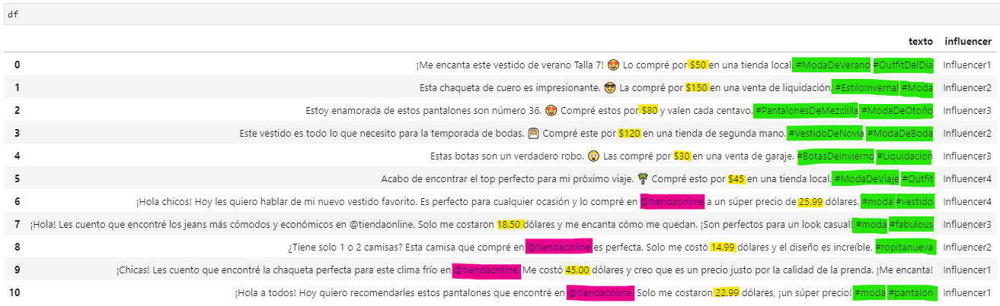 df
texto influencer
0 ¡Me encanta este vestido de verano Talla 7! 😍 Lo compré por $50 en una tienda local. #ModaDeVerano #OutfitDelDia Influencer1
1 Esta chaqueta de cuero es impresionante. 😎 La compré por $150 en una venta de liquidación. #EstiloInvernal #Moda Influencer2
2 Estoy enamorada de estos pantalones son número 36. 😍 Compré estos por $80 y valen cada centavo. #PantalonesDeMezclilla #ModaDeOtoño Influencer3
3 Este vestido es todo lo que necesito para la temporada de bodas. 👰 Compré este por $120 en una tienda de segunda mano. #VestidoDeNovia #ModaDeBoda Influencer2
4 Estas botas son un verdadero robo. 😲 Las compré por $30 en una venta de garaje. #BotasDeInvierno #Liquidacion Influencer3
5 Acabo de encontrar el top perfecto para mi próximo viaje. 🌴 Compré esto por $45 en una tienda local. #ModaDeViaje #Outfit Influencer4
6 ¡Hola chicos! Hoy les quiero hablar de mi nuevo vestido favorito. Es perfecto para cualquier ocasión y lo compré en @tiendaonline a un súper precio de 25.99 dólares. #moda #vestido Influencer4
7 ¡Hola! Les cuento que encontré los jeans más cómodos y económicos en @tiendaonline. Solo me costaron 18.50 dólares y me encanta cómo me quedan. ¡Son perfectos para un look casual! #moda #fabulous Influencer3
8 ¿Tiene solo 1 o 2 camisas? Esta camisa que compré en @tiendaonline es perfecta. Solo me costó 14.99 dólares y el diseño es increíble. #ropitanueva Influencer2
9 ¡Chicas! Les cuento que encontré la chaqueta perfecta para este clima frío en @tiendaonline. Me costó 45.00 dólares y creo que es un precio justo por la calidad de la prenda. ¡Me encanta! Influencer1
10 ¡Hola a todos! Hoy quiero recomendarles estos pantalones que encontré en @tiendaonline. Solo me costaron 22.99 dólares, ¡un súper precio! #moda #pantalón Influencer1